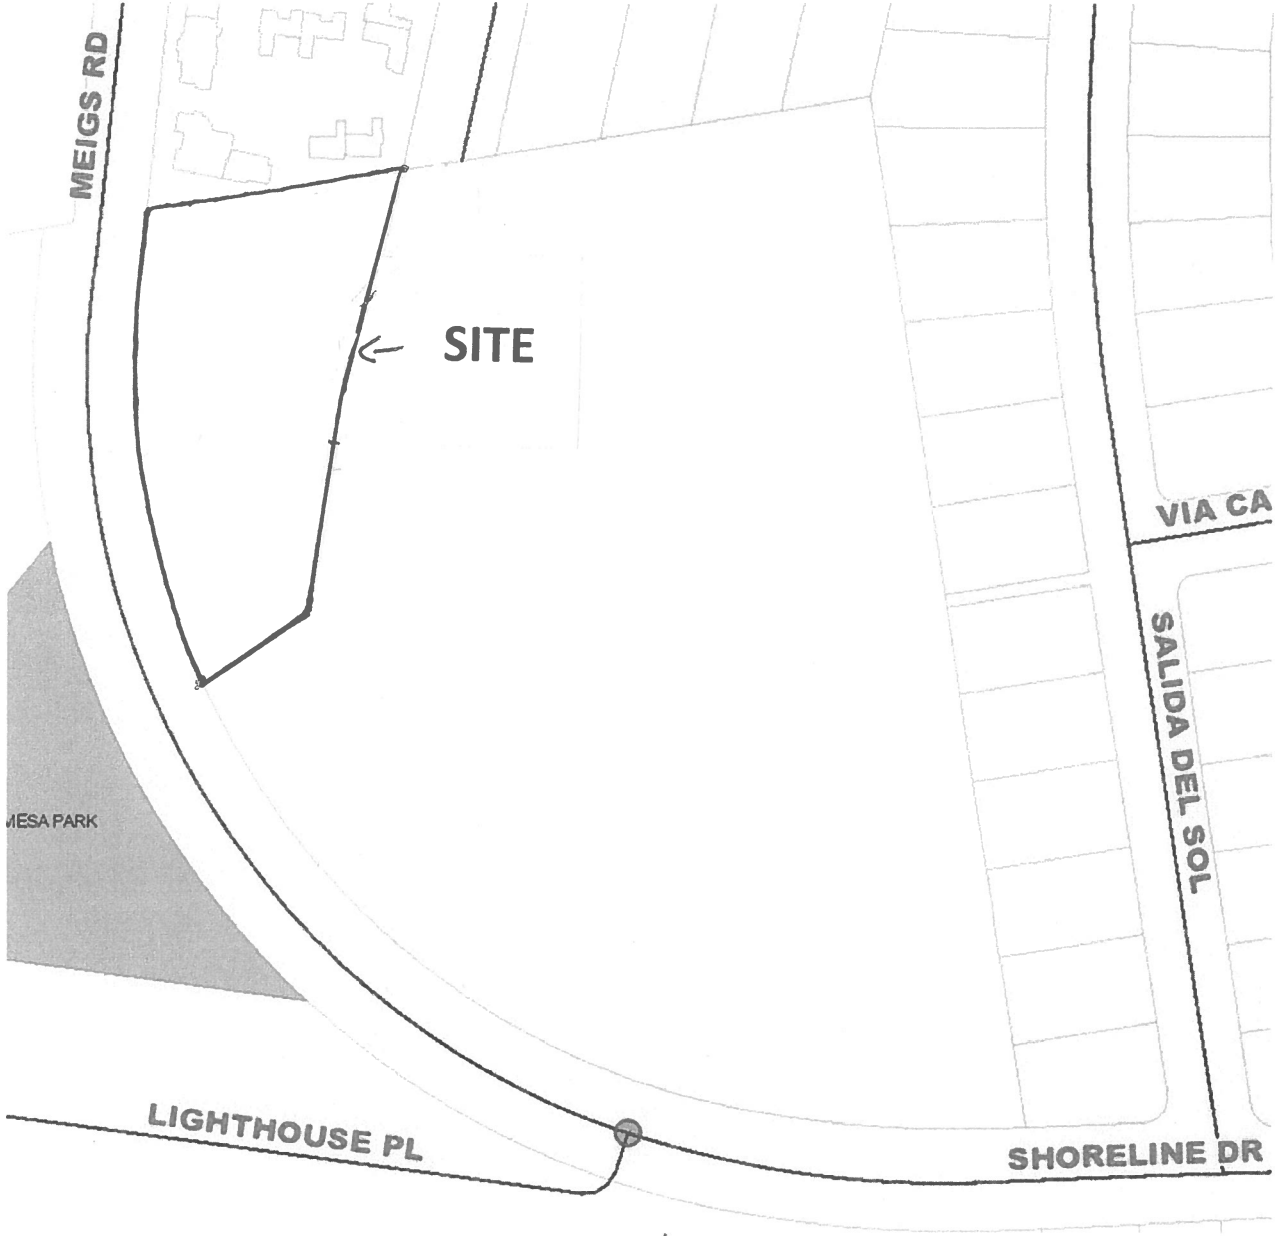 MEIGS RD
SITE
VIA CA
SALIDA DEL SOL
MESA PARK
LIGHTHOUSE PL
SHORELINE DR